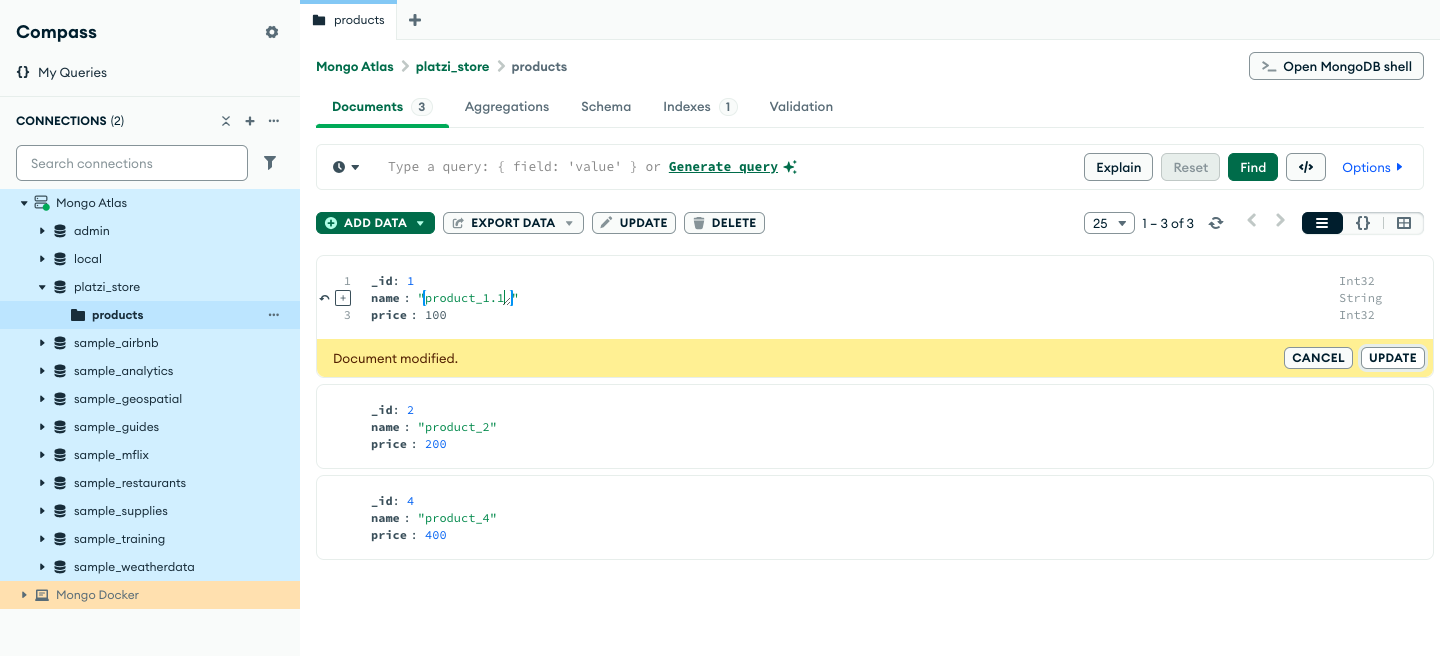 Compass
{} My Queries
CONNECTIONS (2)
Search connections
Mongo Atlas
admin
local
platzi_store
products
sample_airbnb
sample_analytics
sample_geospatial
sample_guides
sample_mflix
sample_restaurants
sample_supplies
sample_training
sample_weatherdata
Mongo Docker
products
Mongo Atlas platzi_store products
>_ Open MongoDB shell
Documents 3 Aggregations Schema Indexes 1 Validation
Type a query: { field: 'value' } or Generate query
Explain Reset Find </> Options
ADD DATA EXPORT DATA UPDATE DELETE
25 1 – 3 of 3 {}
1 _id: 1 Int32
name : "product_1.1" String
3 price : 100 Int32
Document modified. CANCEL UPDATE
_id: 2
name : "product_2"
price : 200
_id: 4
name : "product_4"
price : 400